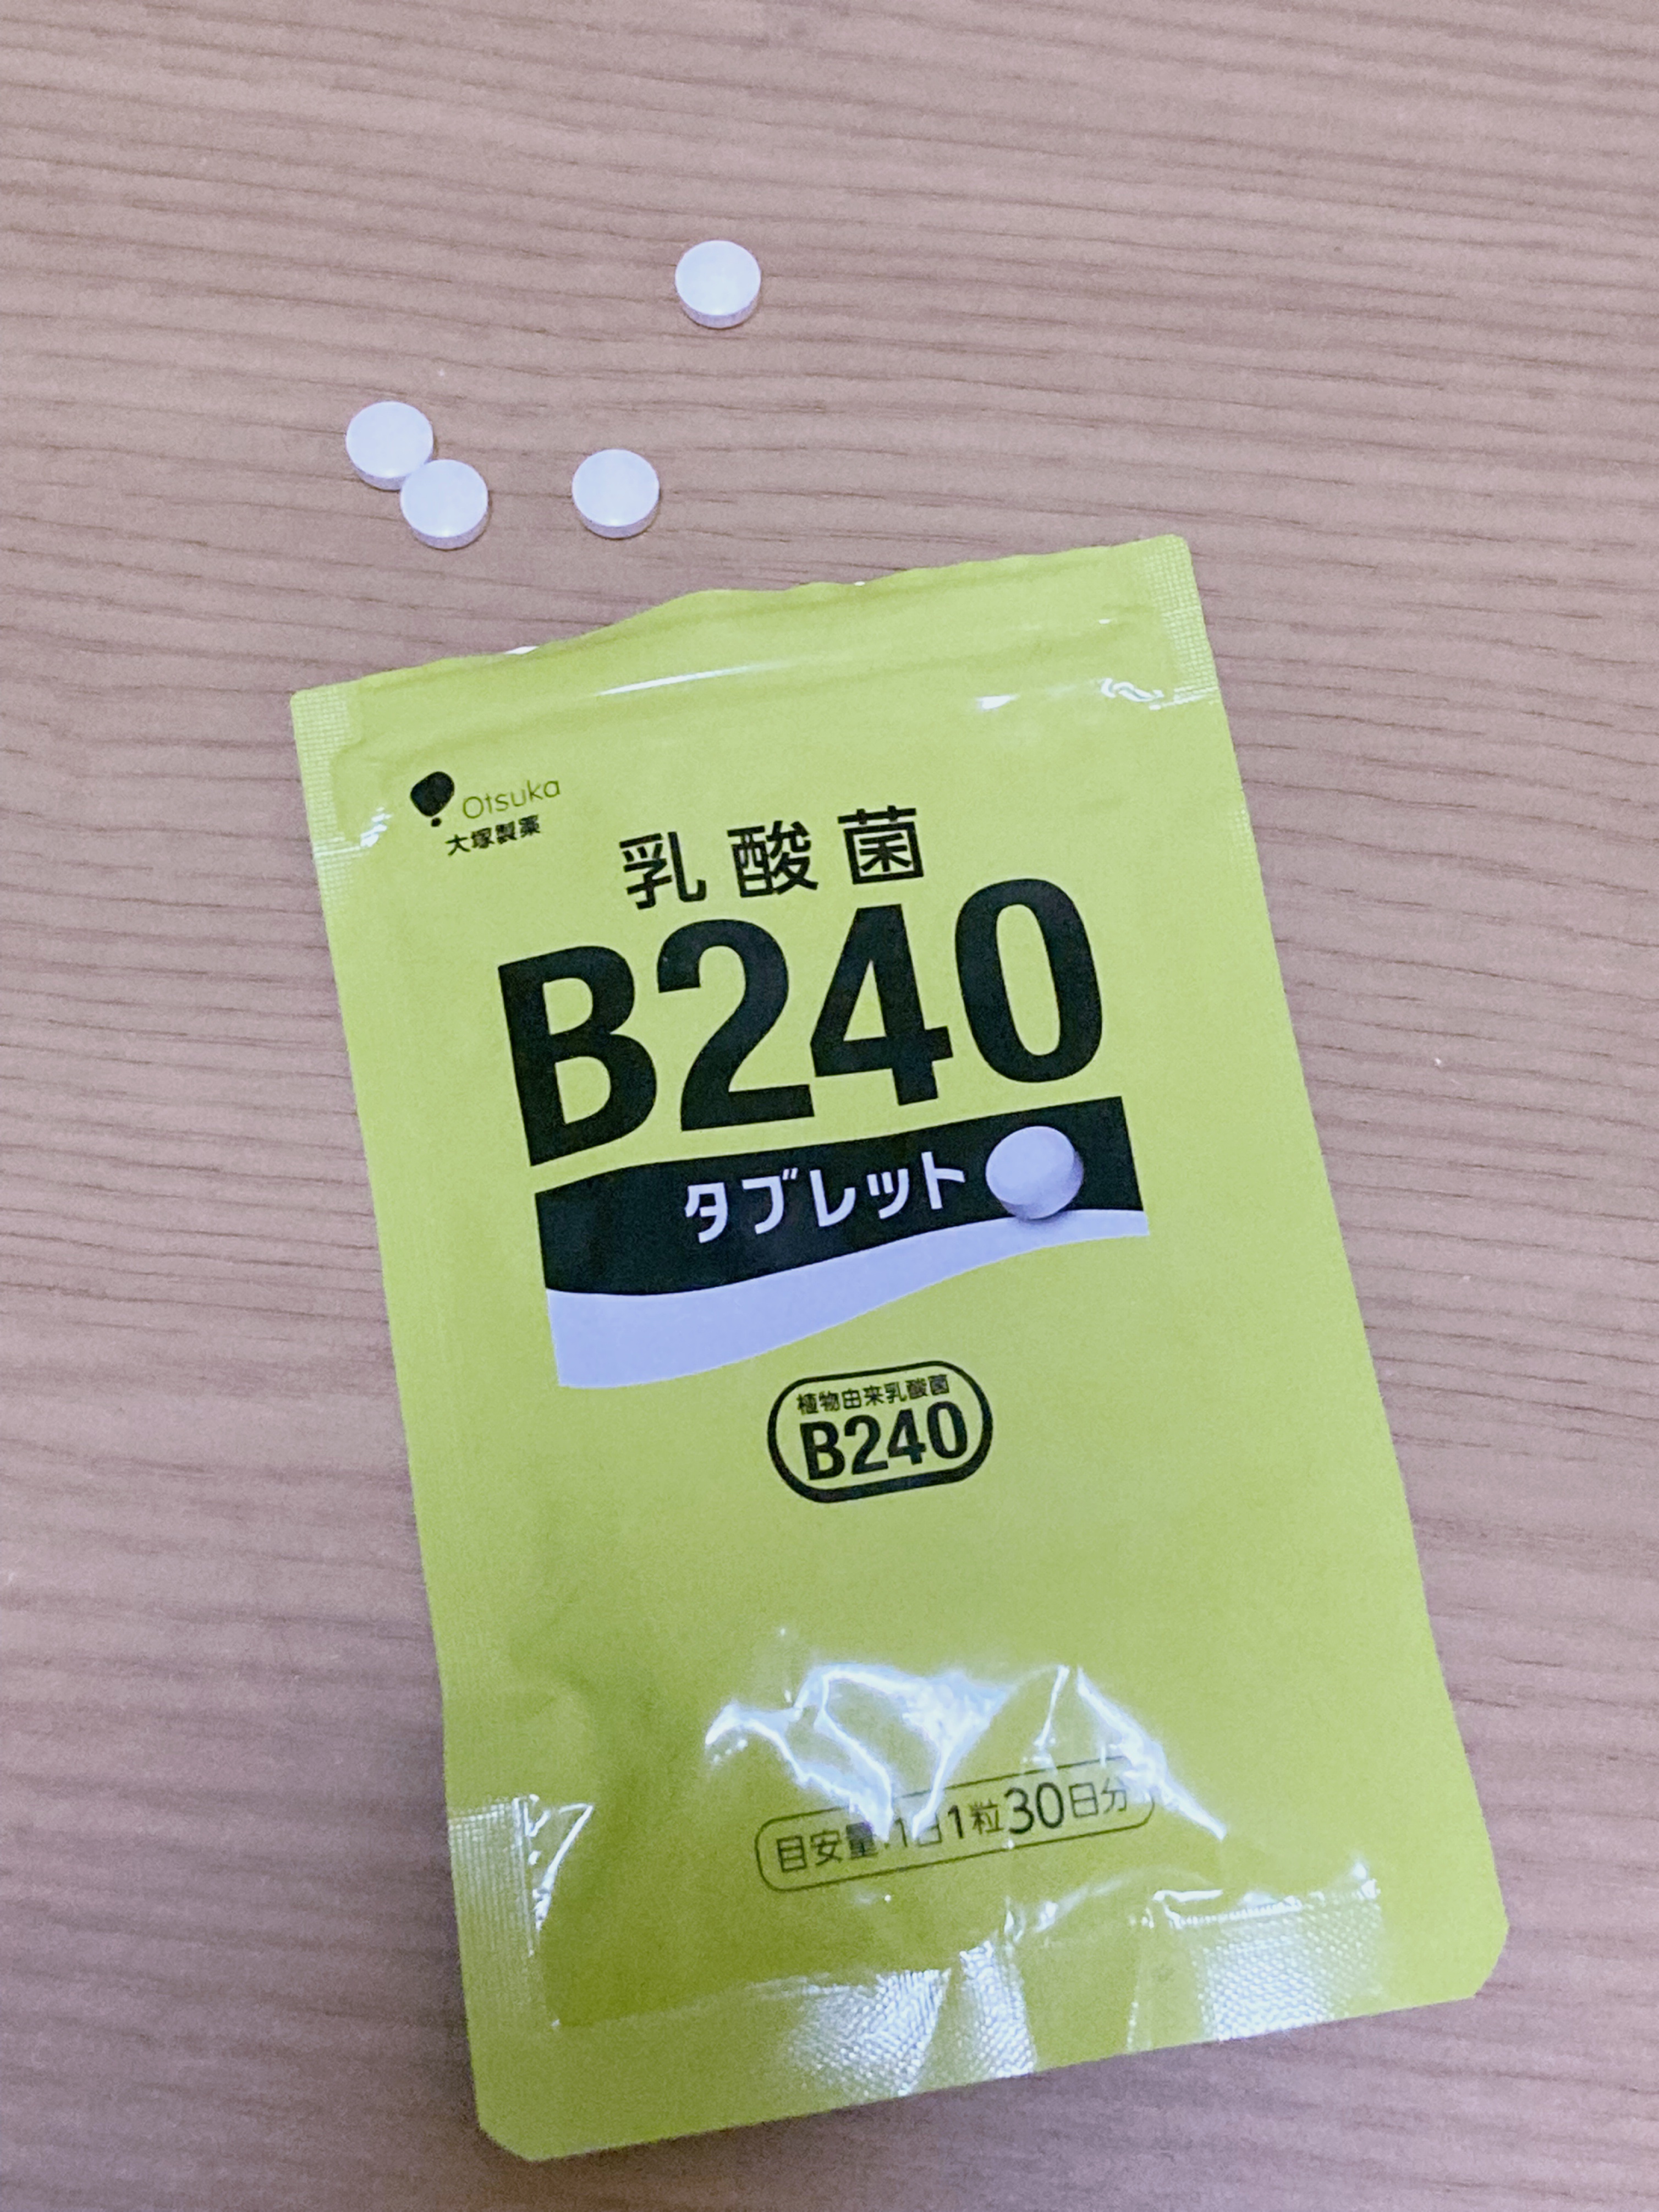 Otsuka
大塚製薬
乳酸菌
B240
タブレット
植物由来乳酸菌
B240
目安量:1日1粒30日分